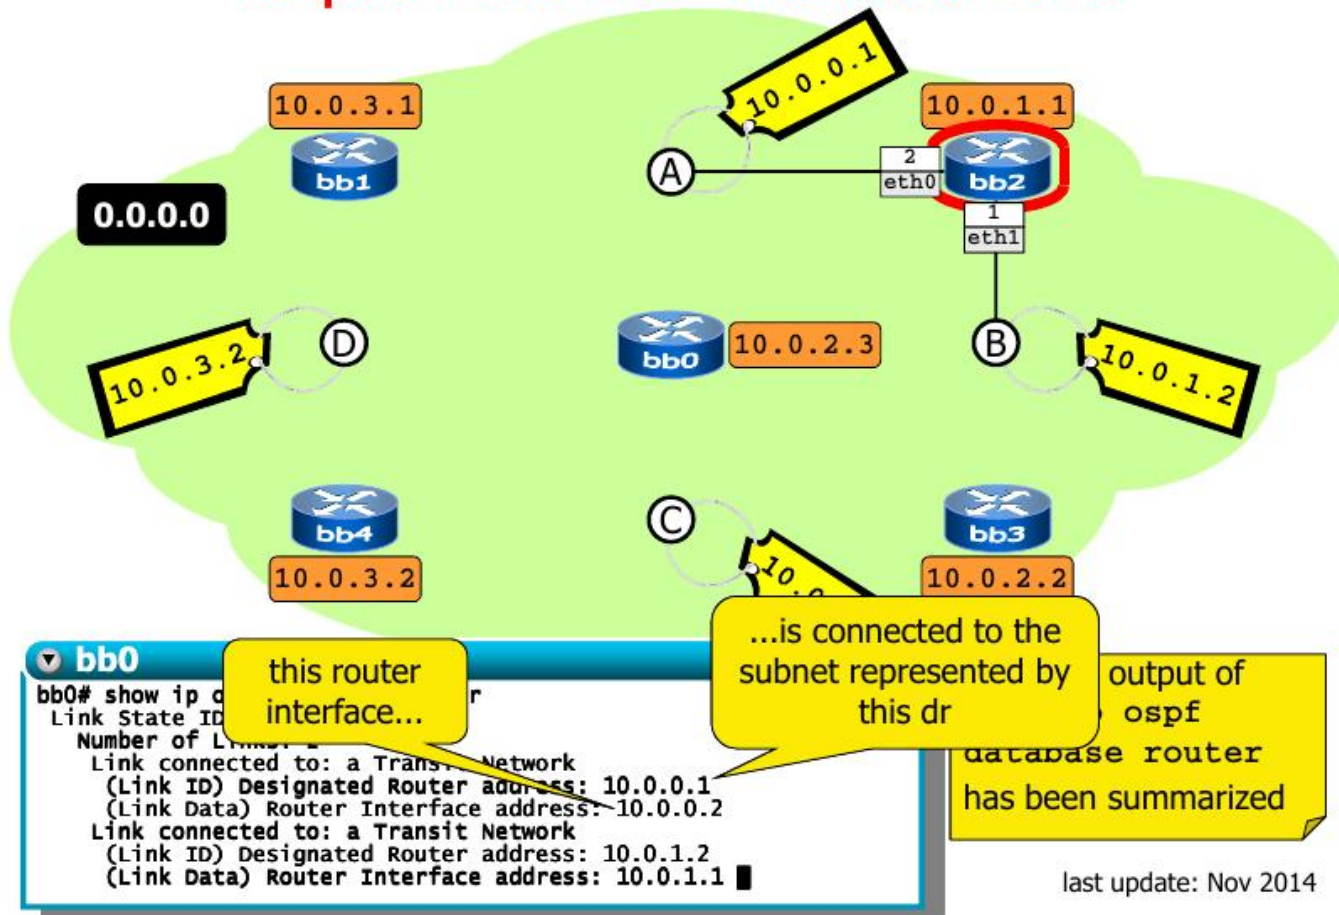 10.0.0.1
10.0.3.1
10.0.1.1
bb1
A
2
eth0
bb2
0.0.0.0
1
eth1
D
10.0.3.2
bb0
10.0.2.3
B
10.0.1.2
bb4
C
bb3
10.0.3.2
10.0
10.0.2.2
bb0
this router
interface...
...is connected to the
subnet represented by
this dr
output of
ospf
database router
has been summarized
bb0# show ip
Link State ID
Number of Links: 2
Link connected to: a Transit Network
(Link ID) Designated Router address: 10.0.0.1
(Link Data) Router Interface address: 10.0.0.2
Link connected to: a Transit Network
(Link ID) Designated Router address: 10.0.1.2
(Link Data) Router Interface address: 10.0.1.1
last update: Nov 2014